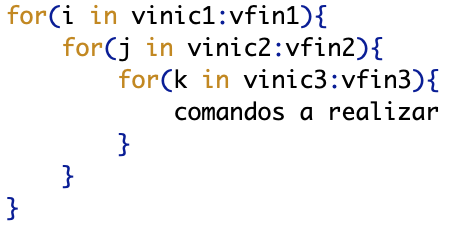 for(i in vinic1:vfin1){
    for(j in vinic2:vfin2){
        for(k in vinic3:vfin3){
            comandos a realizar
        }
    }
}